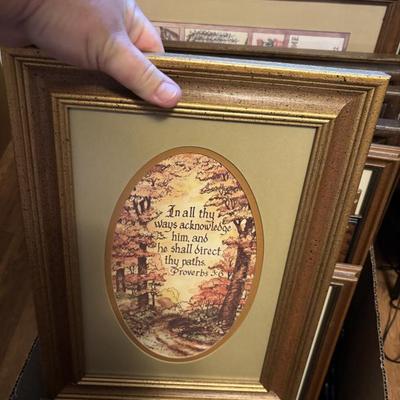 In all thy
ways acknowledge
him, and
he shall direct
thy paths.
Proverbs 3:6